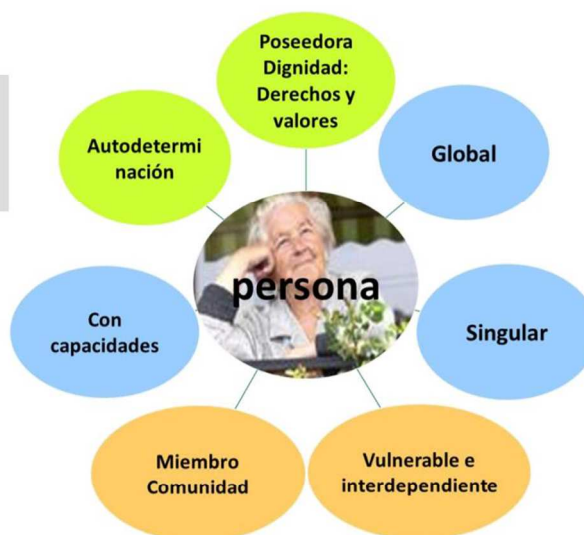 Poseedora
Dignidad:
Derechos y
valores
Autodetermi
nación
Global
persona
Con
capacidades
Singular
Miembro
Comunidad
Vulnerable e
interdependiente